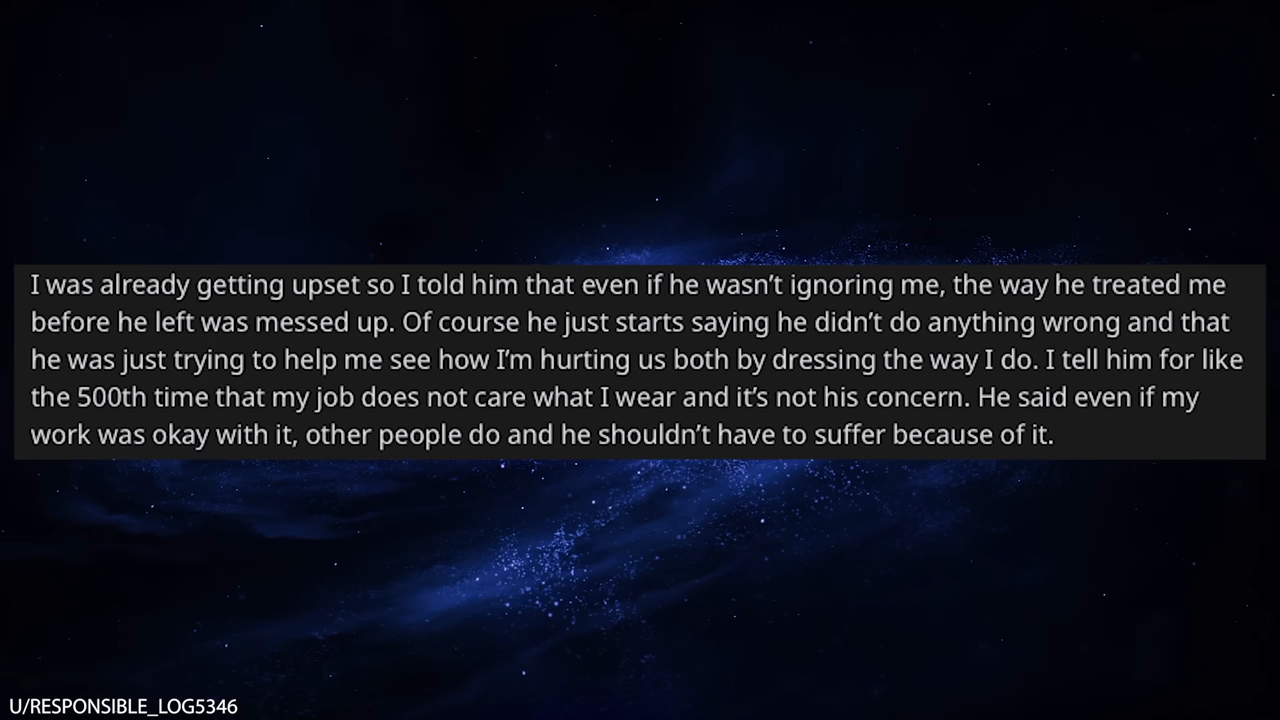 I was already getting upset so I told him that even if he wasn’t ignoring me, the way he treated me
before he left was messed up. Of course he just starts saying he didn’t do anything wrong and that
he was just trying to help me see how I’m hurting us both by dressing the way I do. I tell him for like
the 500th time that my job does not care what I wear and it’s not his concern. He said even if my
work was okay with it, other people do and he shouldn’t have to suffer because of it.
U/RESPONSIBLE_LOG5346